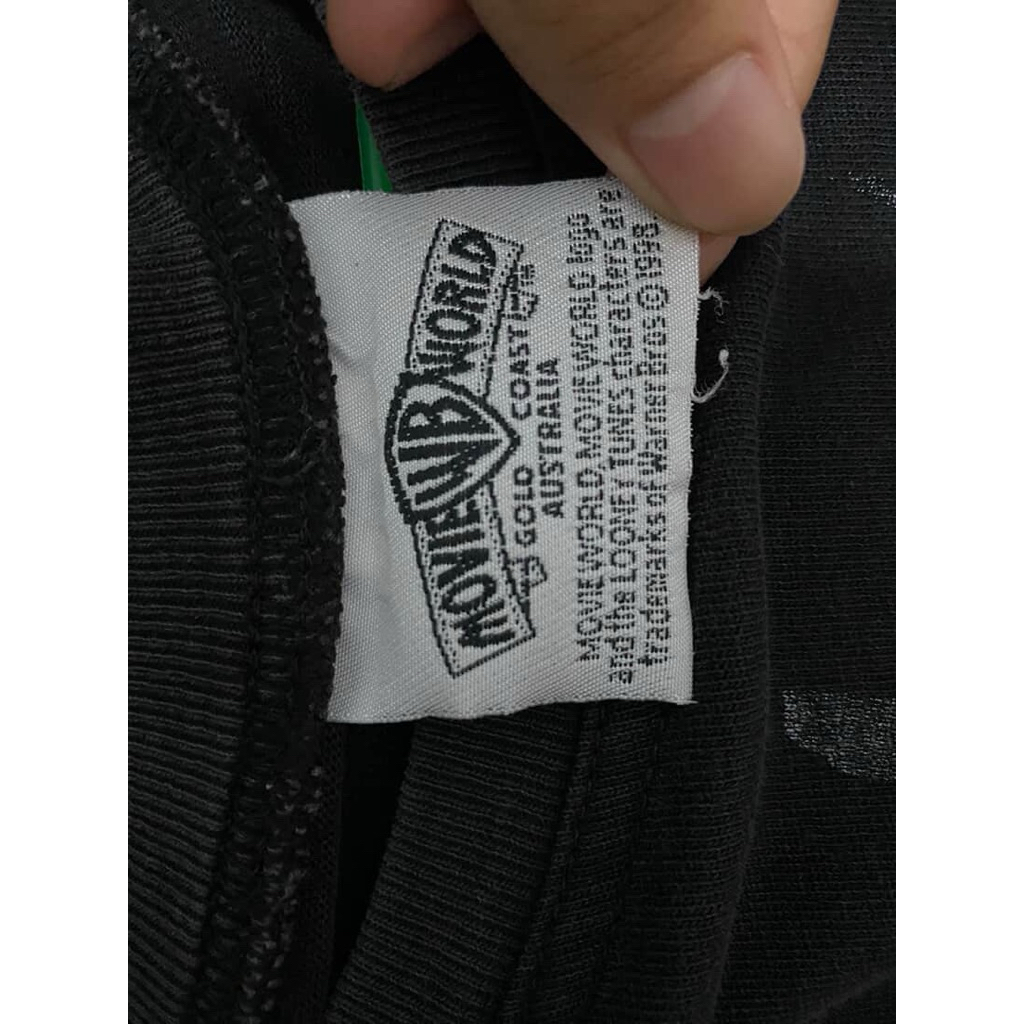 MOVIE WB WORLD
GOLD COAST
AUSTRALIA
MOVIE WORLD, MOVIE WORLD logo
and the LOONEY TUNES characters are
trademarks of Warner Bros © 1998.